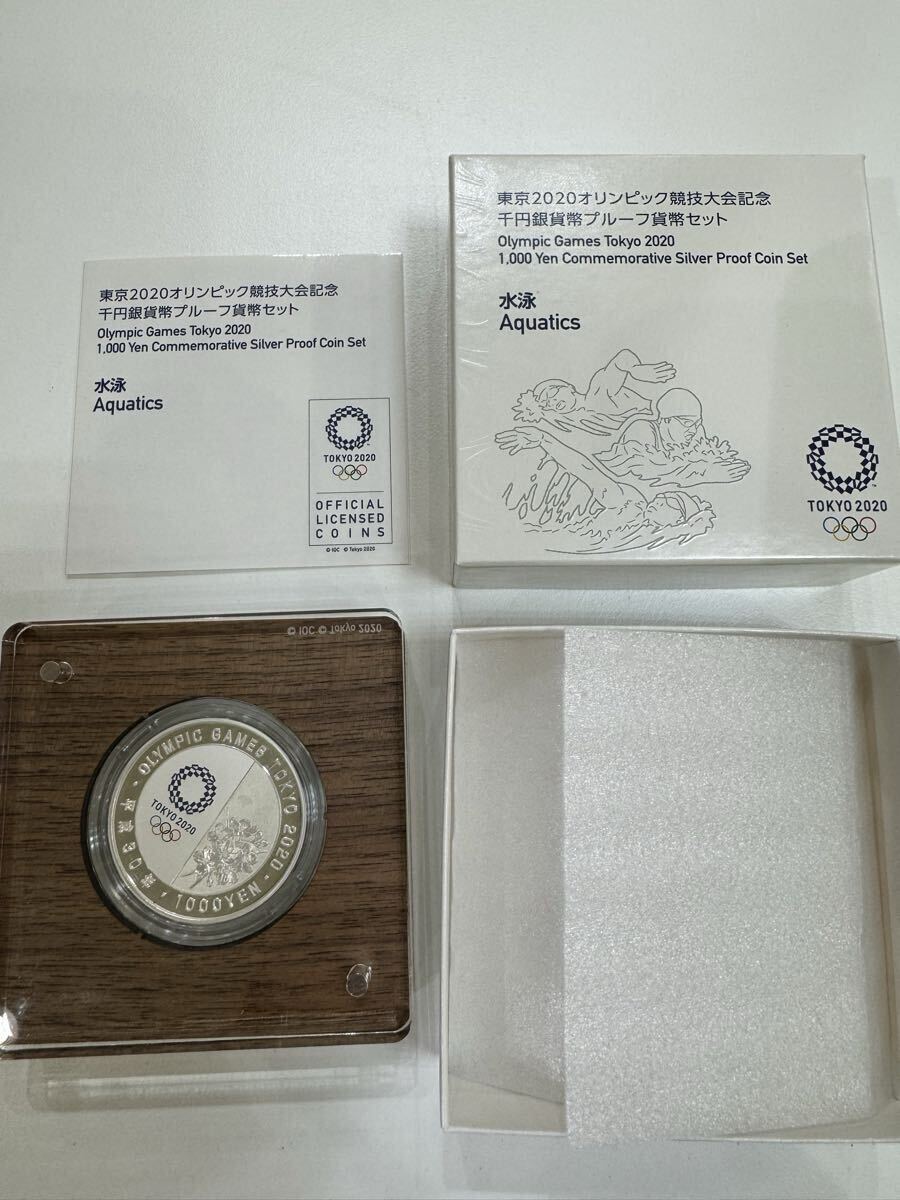 東京2020オリンピック競技大会記念
千円銀貨幣プルーフ貨幣セット
Olympic Games Tokyo 2020
1,000 Yen Commemorative Silver Proof Coin Set
水泳
Aquatics
TOKYO 2020
OFFICIAL
LICENSED
COINS
© IOC © Tokyo 2020
東京2020オリンピック競技大会記念
千円銀貨幣プルーフ貨幣セット
Olympic Games Tokyo 2020
1,000 Yen Commemorative Silver Proof Coin Set
水泳
Aquatics
TOKYO 2020
© IOC © Tokyo 2020
OLYMPIC GAMES TOKYO 2020
TOKYO 2020
1000YEN